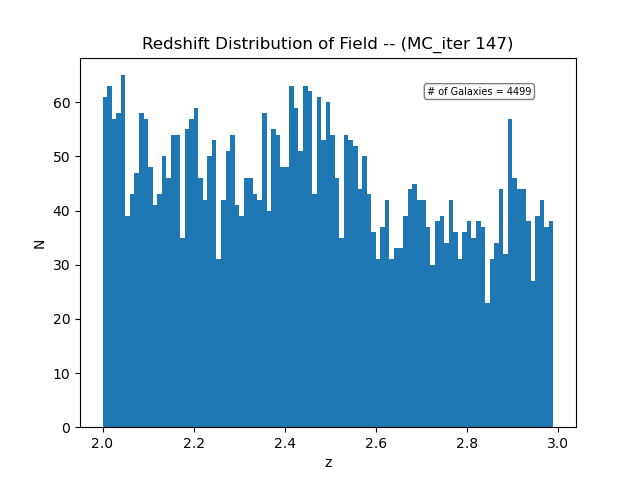 Redshift Distribution of Field -- (MC_iter 147)
# of Galaxies = 4499
60
50
40
30
20
10
0
N
2.0 2.2 2.4 2.6 2.8 3.0
z